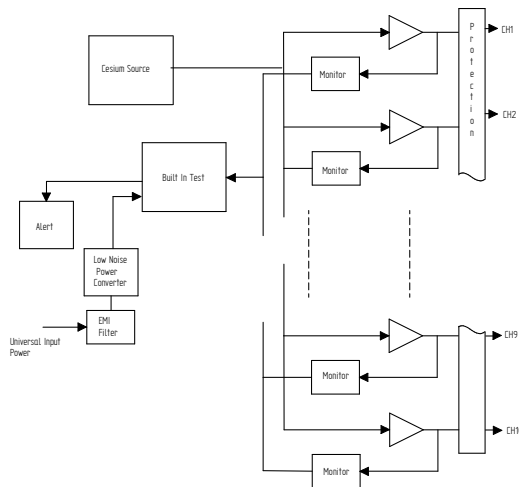 Cesium Source
Monitor
P
r
o
t
e
c
t
i
o
n
CH1
CH2
Monitor
Built In Test
Alert
Low Noise
Power
Converter
EMI
Filter
Universal Input
Power
Monitor
CH9
CH1
Monitor